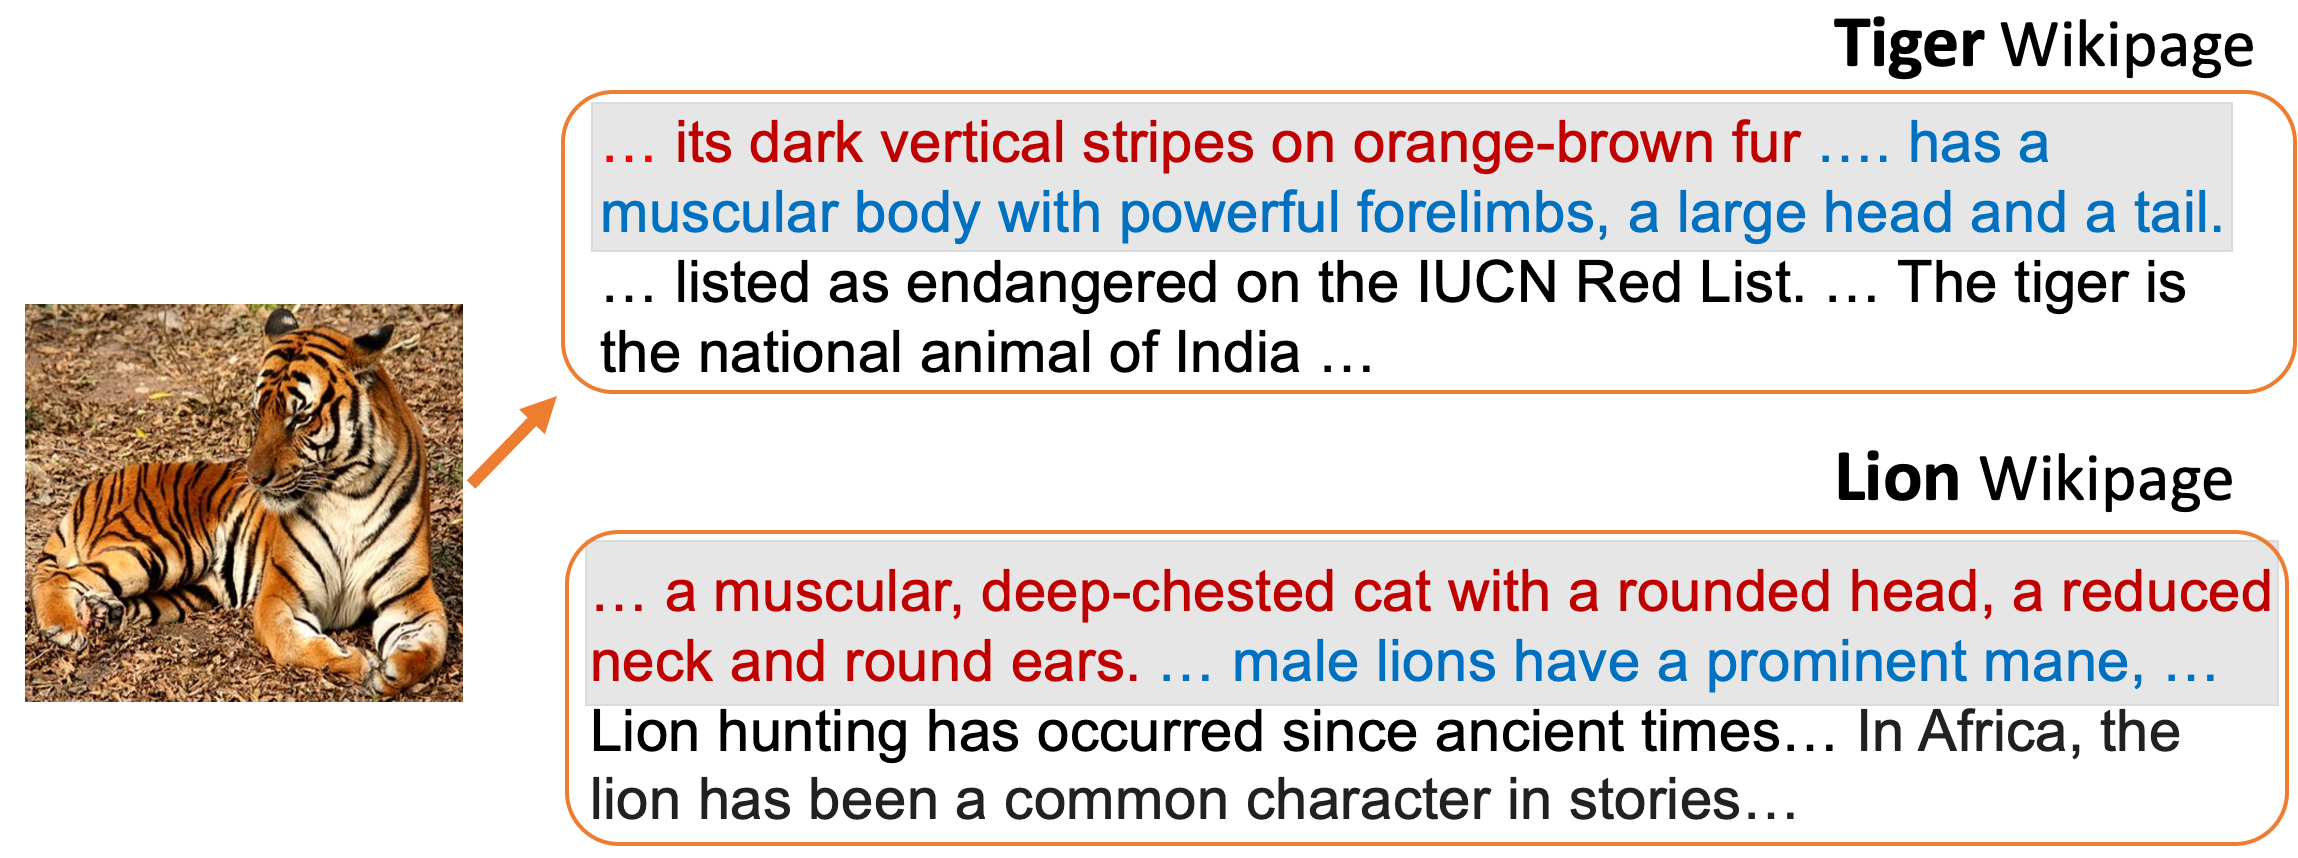 Tiger Wikipage
… its dark vertical stripes on orange-brown fur …. has a
muscular body with powerful forelimbs, a large head and a tail.
… listed as endangered on the IUCN Red List. … The tiger is
the national animal of India …
Lion Wikipage
… a muscular, deep-chested cat with a rounded head, a reduced
neck and round ears. … male lions have a prominent mane, …
Lion hunting has occurred since ancient times… In Africa, the
lion has been a common character in stories…